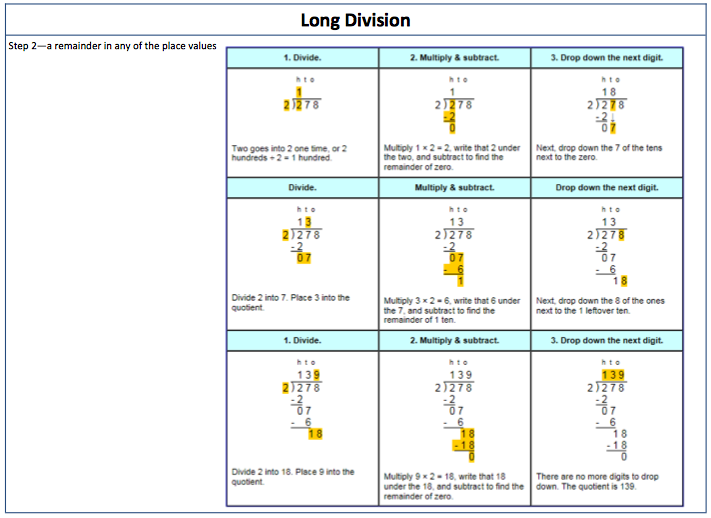 Long Division
Step 2—a remainder in any of the place values
1. Divide.
2. Multiply & subtract.
3. Drop down the next digit.
h t o
1
2)278
Two goes into 2 one time, or 2
hundreds ÷ 2 = 1 hundred.
h t o
1
2)278
-2
0
Multiply 1 × 2 = 2, write that 2 under
the two, and subtract to find the
remainder of zero.
h t o
18
2)278
-2↓
07
Next, drop down the 7 of the tens
next to the zero.
Divide.
Multiply & subtract.
Drop down the next digit.
h t o
13
2)278
-2
07
Divide 2 into 7. Place 3 into the
quotient.
h t o
13
2)278
-2
07
- 6
1
Multiply 3 × 2 = 6, write that 6 under
the 7, and subtract to find the
remainder of 1 ten.
h t o
13
2)278
-2
07
- 6
18
Next, drop down the 8 of the ones
next to the 1 leftover ten.
1. Divide.
2. Multiply & subtract.
3. Drop down the next digit.
h t o
139
2)278
-2
07
- 6
18
Divide 2 into 18. Place 9 into the
quotient.
h t o
139
2)278
-2
07
- 6
18
-18
0
Multiply 9 × 2 = 18, write that 18
under the 18, and subtract to find the
remainder of zero.
h t o
139
2)278
-2
07
- 6
18
-18
0
There are no more digits to drop
down. The quotient is 139.